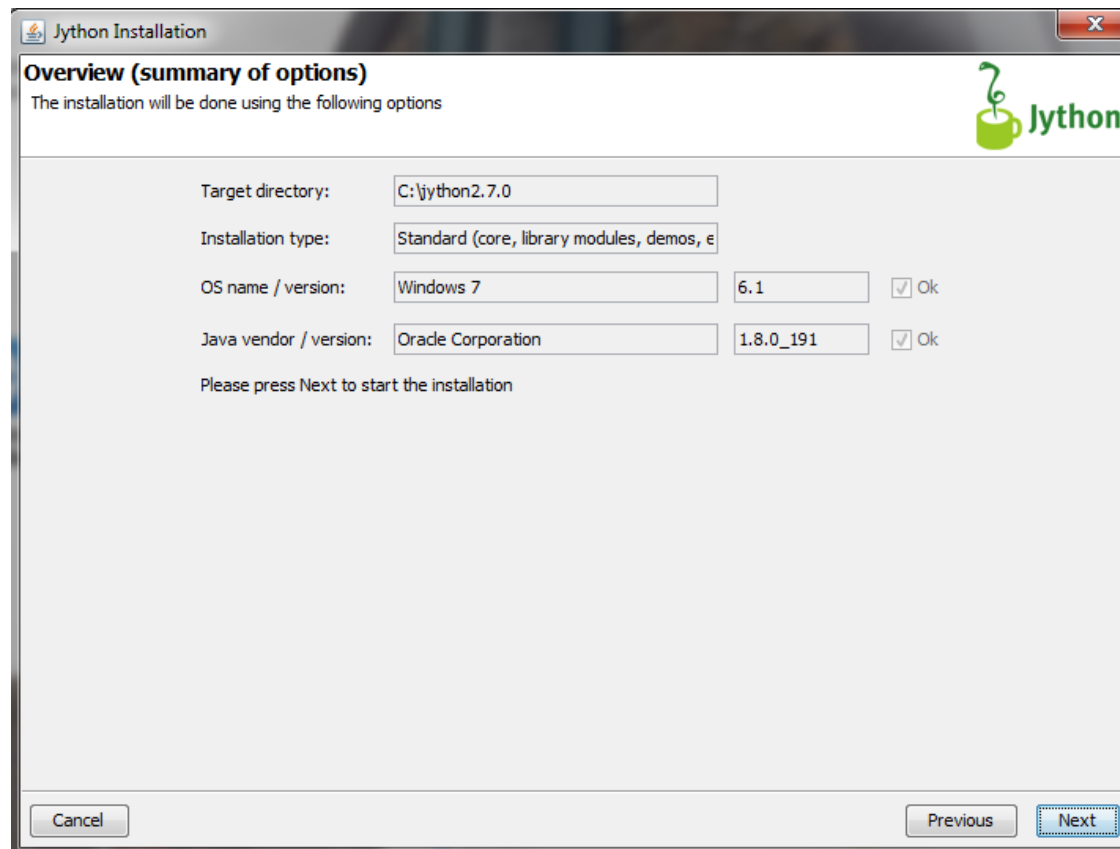 Jython Installation
Overview (summary of options)
The installation will be done using the following options
Jython
Target directory: C:\jython2.7.0
Installation type: Standard (core, library modules, demos, e
OS name / version: Windows 7 6.1 Ok
Java vendor / version: Oracle Corporation 1.8.0_191 Ok
Please press Next to start the installation
Cancel Previous Next